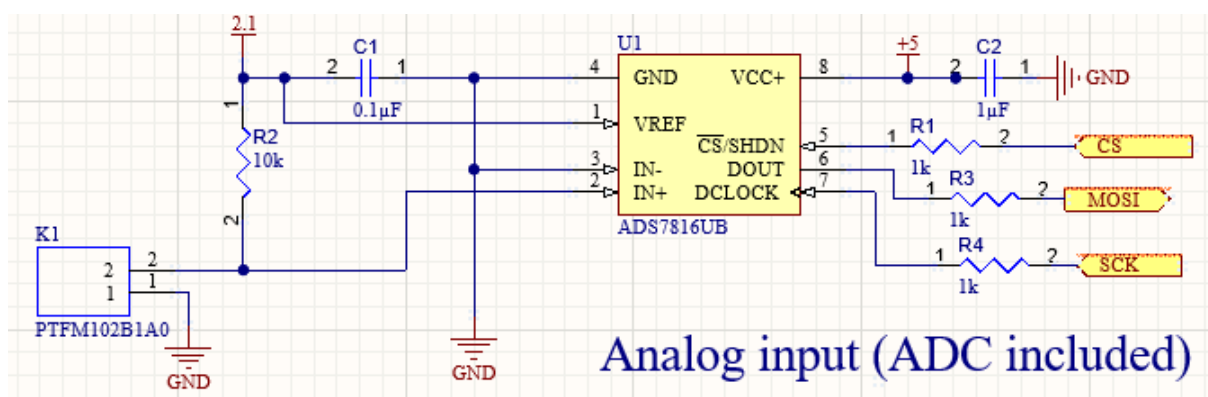 2.1
C1
2
1
0.1µF
1
R2
10k
2
K1
2
2
1
1
PTFM102B1A0
GND
GND
U1
4
GND
VCC+
8
1
VREF
CS/SHDN
5
3
IN-
DOUT
6
2
IN+
DCLOCK
7
ADS7816UB
+5
C2
2
1
1µF
GND
1
R1
2
1k
CS
1
R3
2
1k
MOSI
1
R4
2
1k
SCK
Analog input (ADC included)